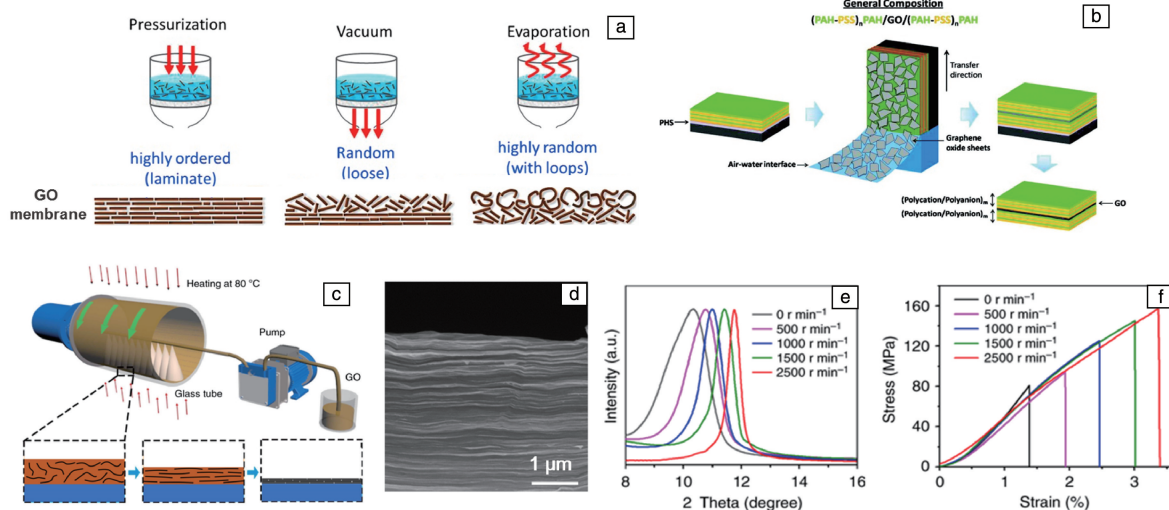 a
Pressurization
Vacuum
Evaporation
highly ordered
(laminate)
Random
(loose)
highly random
(with loops)
GO
membrane
b
General Composition
(PAH-PSS)nPAH/GO/(PAH-PSS)nPAH
Transfer
direction
PHS
Graphene
oxide sheets
Air-water interface
(Polycation/Polyanion)m
(Polycation/Polyanion)m
GO
c
Heating at 80 °C
Pump
GO
Glass tube
d
1 µm
e
0 r min⁻¹
500 r min⁻¹
1000 r min⁻¹
1500 r min⁻¹
2500 r min⁻¹
Intensity (a.u.)
8 10 12 14 16
2 Theta (degree)
f
0 r min⁻¹
500 r min⁻¹
1000 r min⁻¹
1500 r min⁻¹
2500 r min⁻¹
Stress (MPa)
160
120
80
40
0
0 1 2 3
Strain (%)